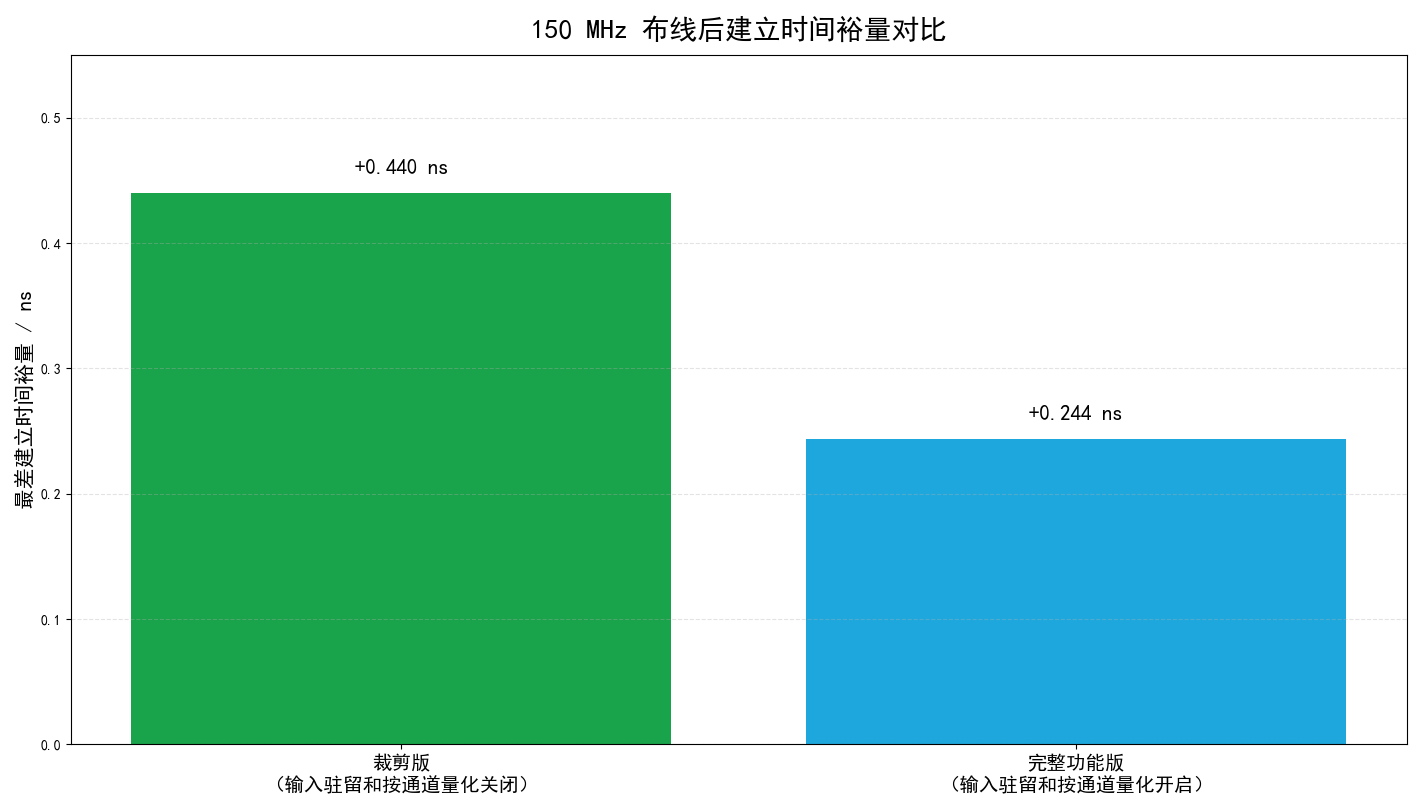 150 MHz 布线后建立时间裕量对比
最差建立时间裕量 / ns
0.5
0.4
0.3
0.2
0.1
0.0
+0.440 ns
+0.244 ns
裁剪版
（输入驻留和按通道量化关闭）
完整功能版
（输入驻留和按通道量化开启）